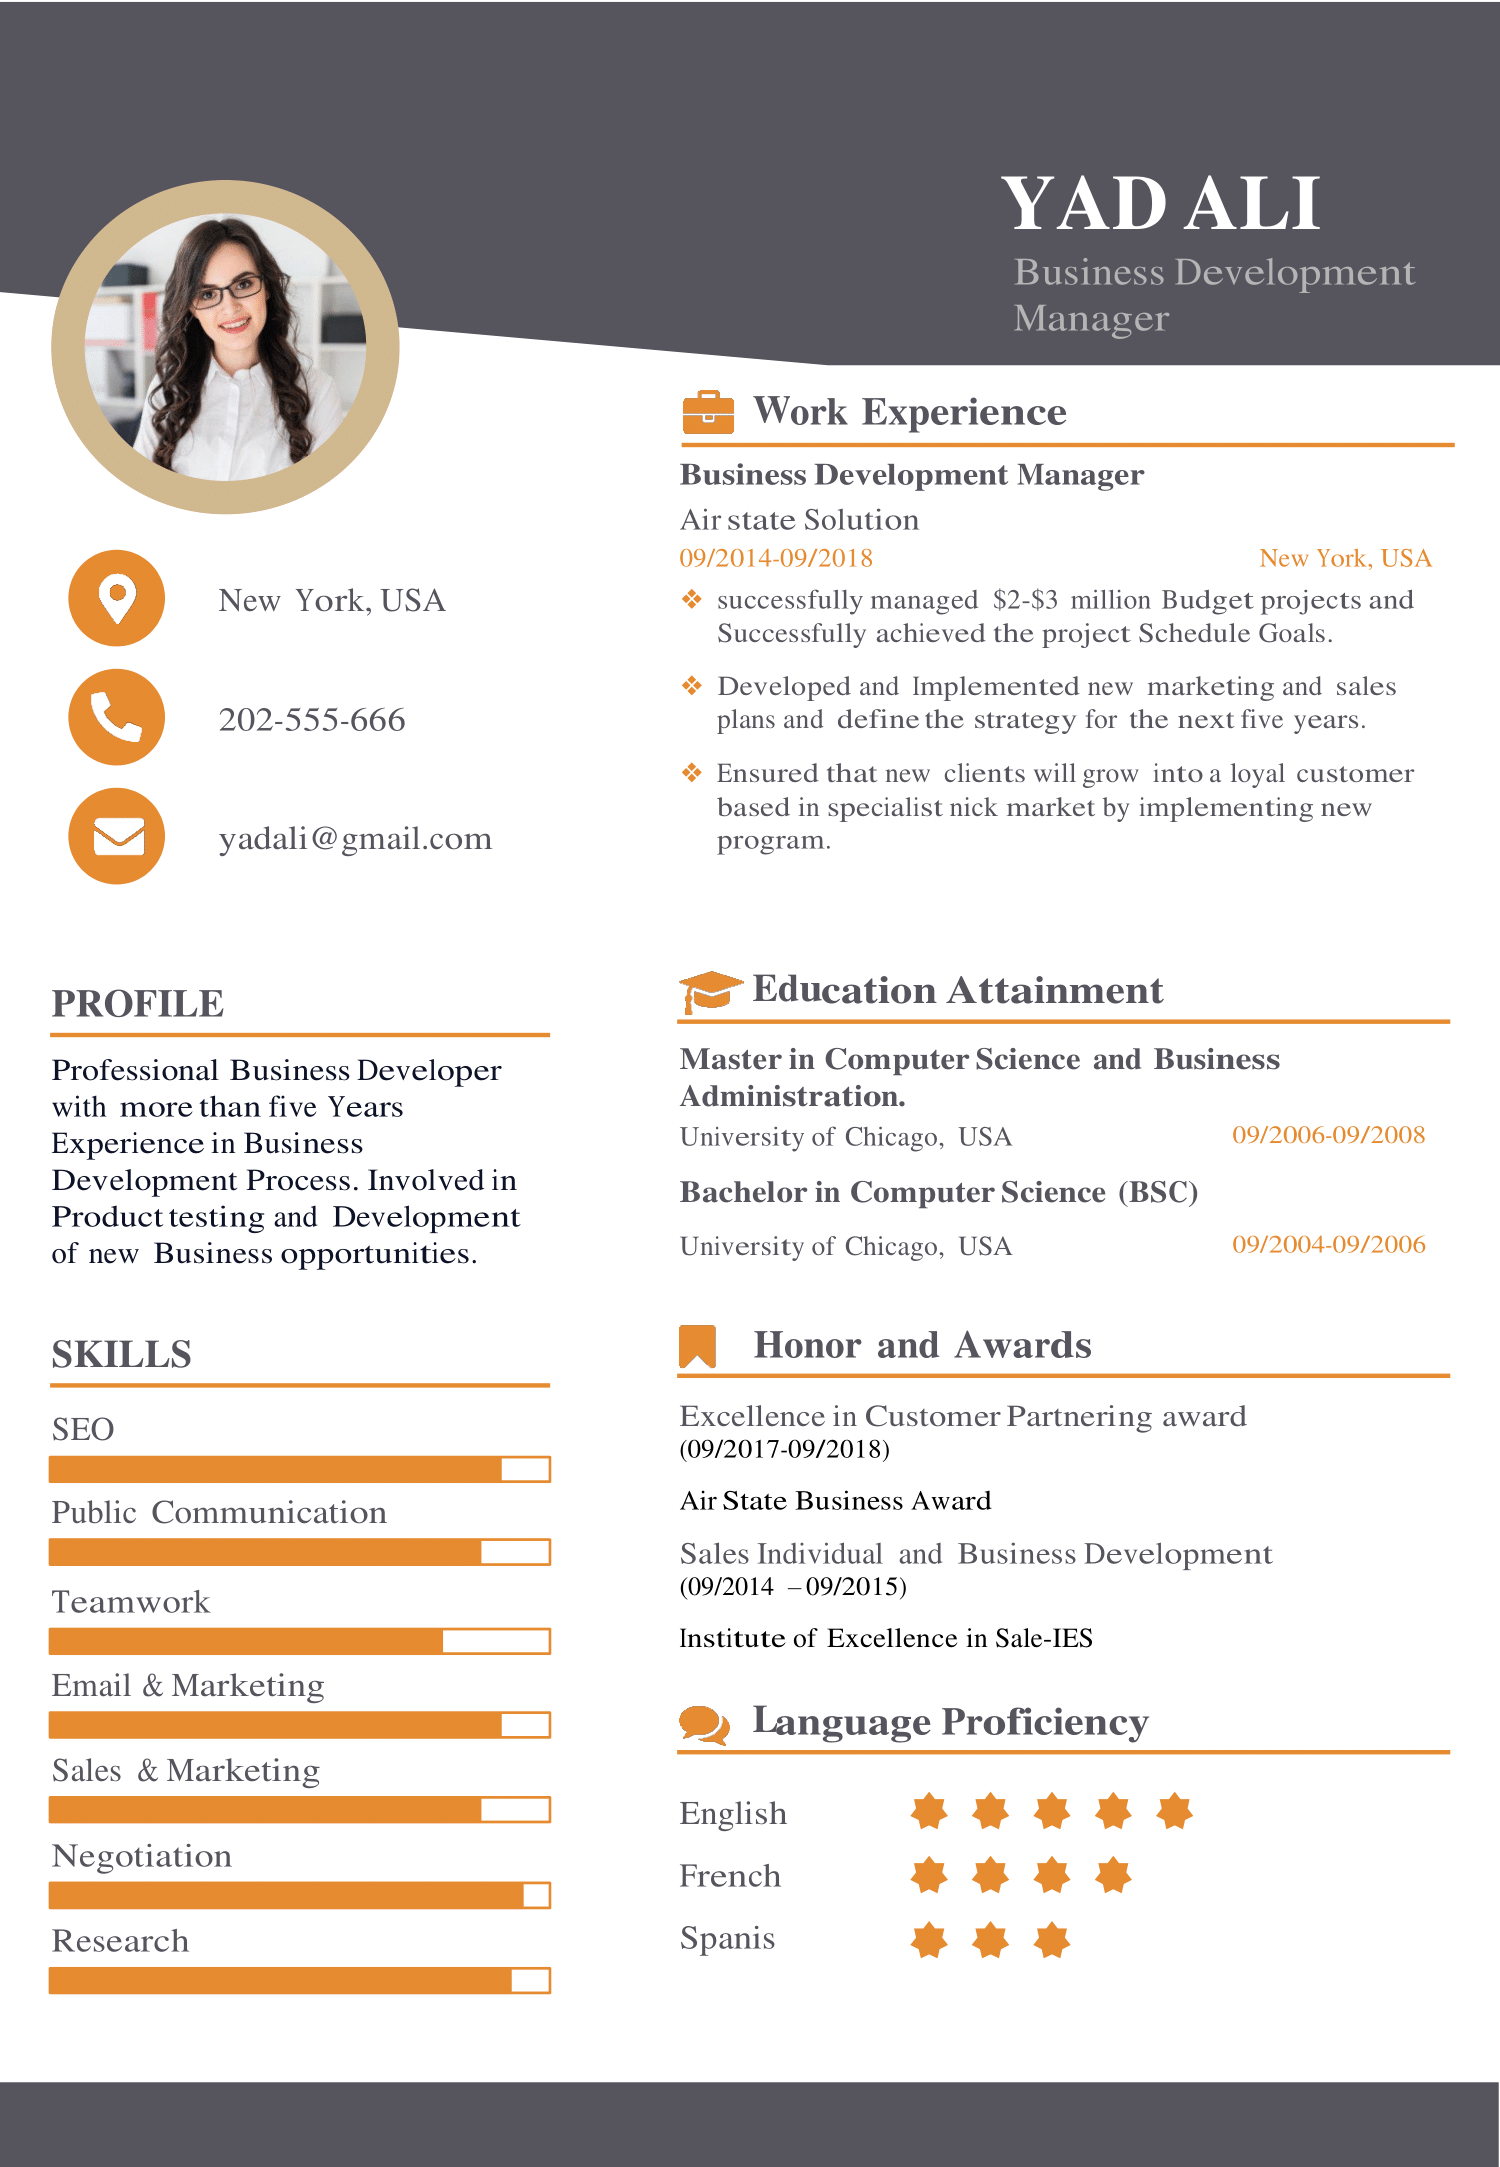 YAD ALI
Business Development
Manager
New York, USA
202-555-666
yadali@gmail.com
PROFILE
Professional Business Developer
with more than five Years
Experience in Business
Development Process. Involved in
Product testing and Development
of new Business opportunities.
SKILLS
SEO
Public Communication
Teamwork
Email & Marketing
Sales & Marketing
Negotiation
Research
Work Experience
Business Development Manager
Air state Solution
09/2014-09/2018 New York, USA
❖ successfully managed $2-$3 million Budget projects and
Successfully achieved the project Schedule Goals.
❖ Developed and Implemented new marketing and sales
plans and define the strategy for the next five years.
❖ Ensured that new clients will grow into a loyal customer
based in specialist nick market by implementing new
program.
Education Attainment
Master in Computer Science and Business
Administration.
University of Chicago, USA 09/2006-09/2008
Bachelor in Computer Science (BSC)
University of Chicago, USA 09/2004-09/2006
Honor and Awards
Excellence in Customer Partnering award
(09/2017-09/2018)
Air State Business Award
Sales Individual and Business Development
(09/2014 – 09/2015)
Institute of Excellence in Sale-IES
Language Proficiency
English
French
Spanis